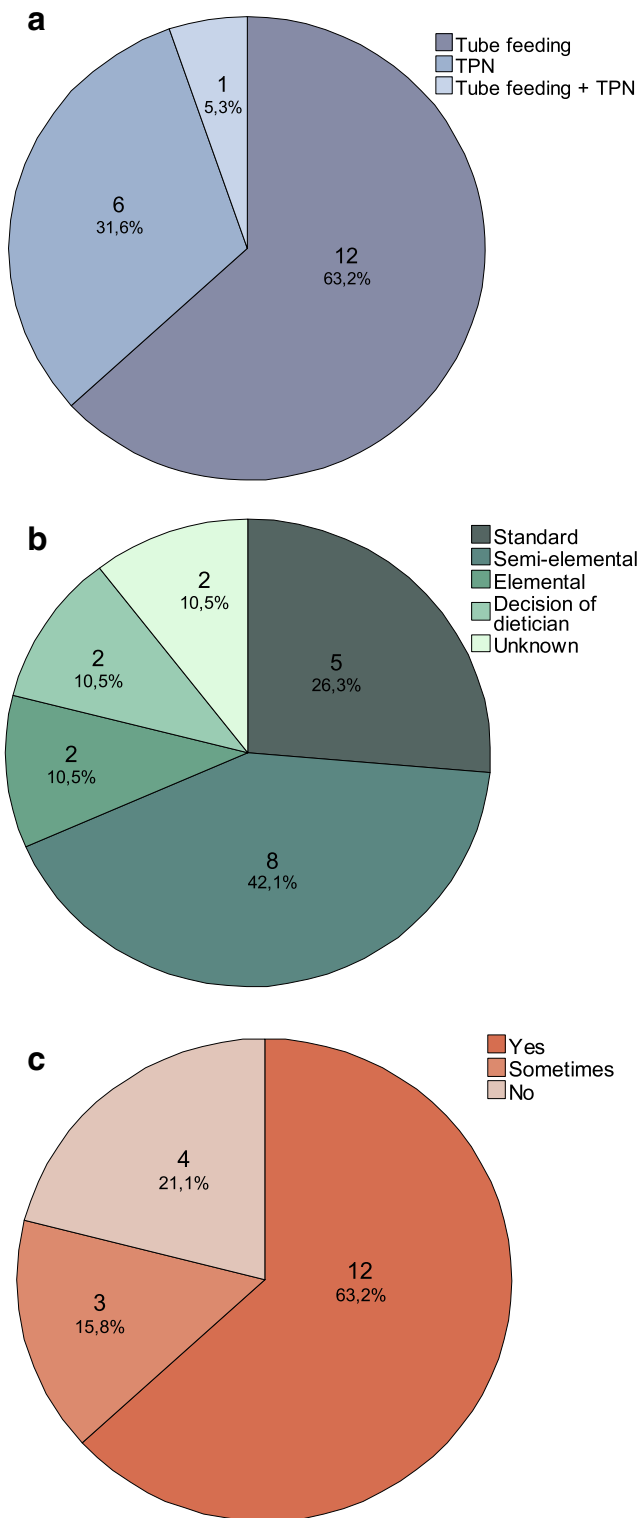 a
Tube feeding
TPN
Tube feeding + TPN
1
5,3%
6
31,6%
12
63,2%
b
Standard
Semi-elemental
Elemental
Decision of
dietician
Unknown
2
10,5%
5
26,3%
2
10,5%
2
10,5%
8
42,1%
c
Yes
Sometimes
No
4
21,1%
12
63,2%
3
15,8%